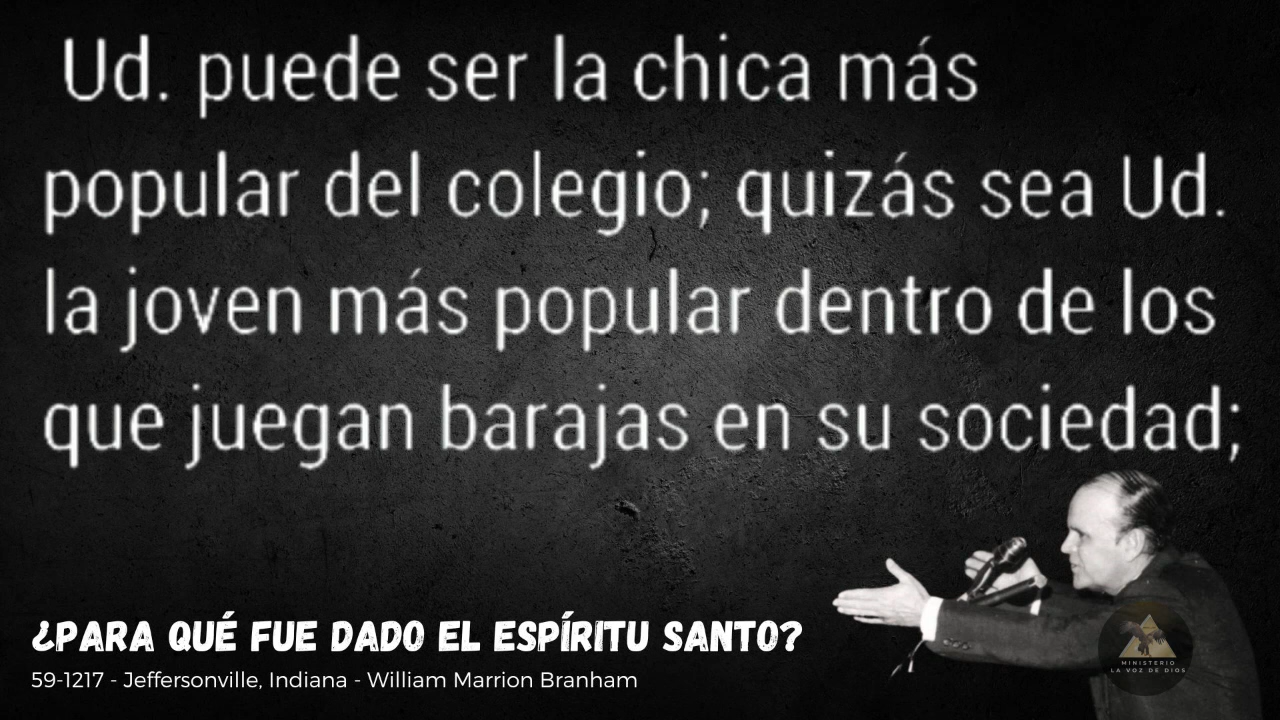 Ud. puede ser la chica más
popular del colegio; quizás sea Ud.
la joven más popular dentro de los
que juegan barajas en su sociedad;
¿PARA QUÉ FUE DADO EL ESPÍRITU SANTO?
59-1217 - Jeffersonville, Indiana - William Marrion Branham
MINISTERIO
LA VOZ DE DIOS